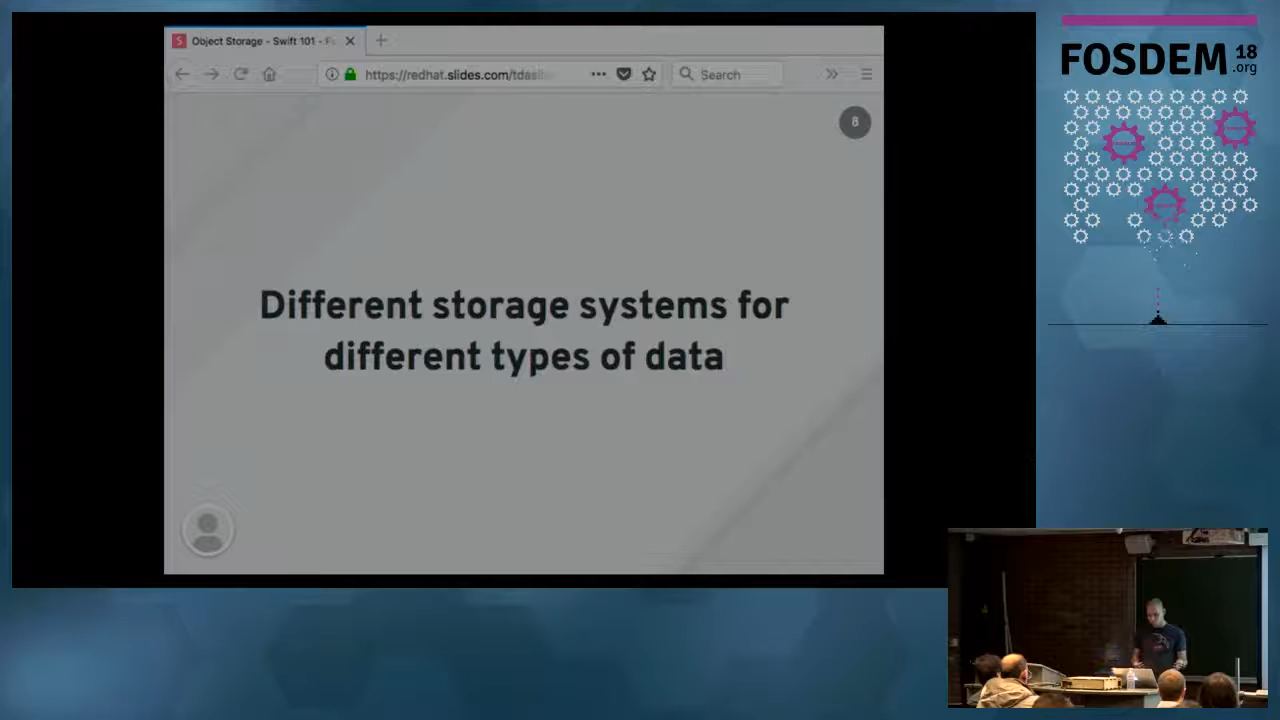 Object Storage - Swift 101 - Fo
https://redhat.slides.com/tdasil
Search
8
Different storage systems for
different types of data
FOSDEM 18
.org